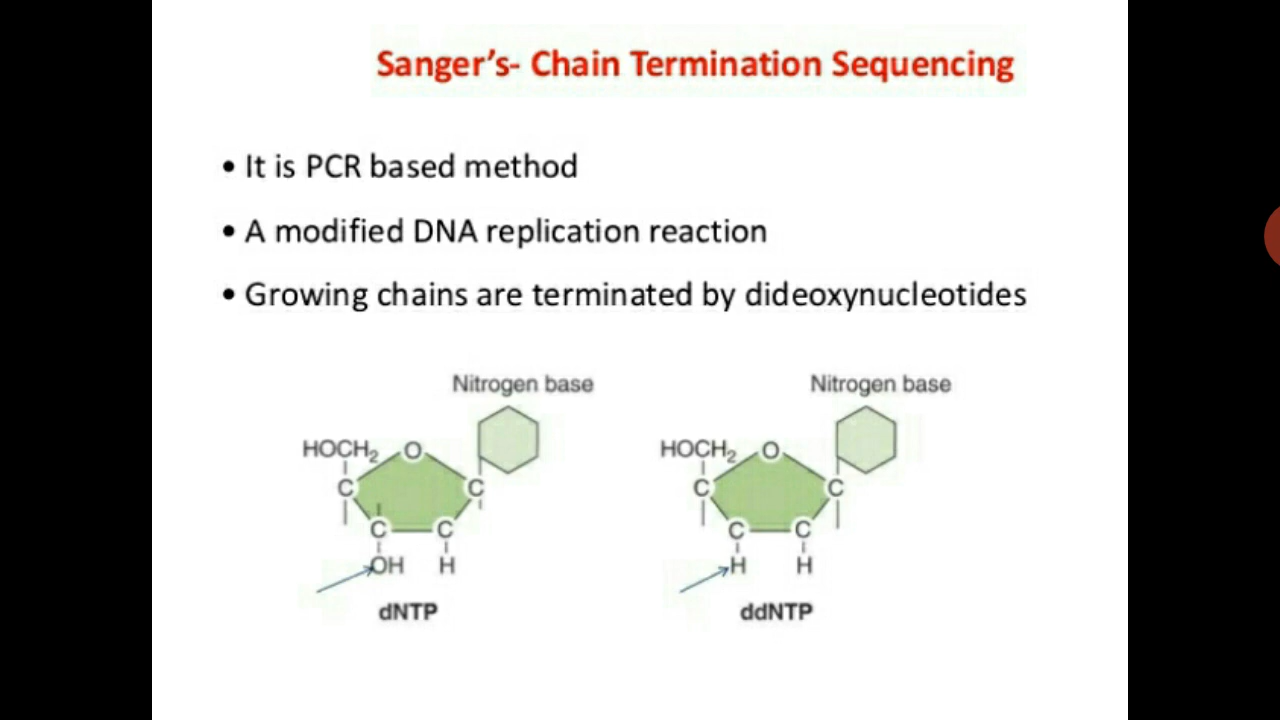 Sanger's- Chain Termination Sequencing
• It is PCR based method
• A modified DNA replication reaction
• Growing chains are terminated by dideoxynucleotides
Nitrogen base
HOCH₂
O
C
C
C
C
OH
H
dNTP
Nitrogen base
HOCH₂
O
C
C
C
C
H
H
ddNTP